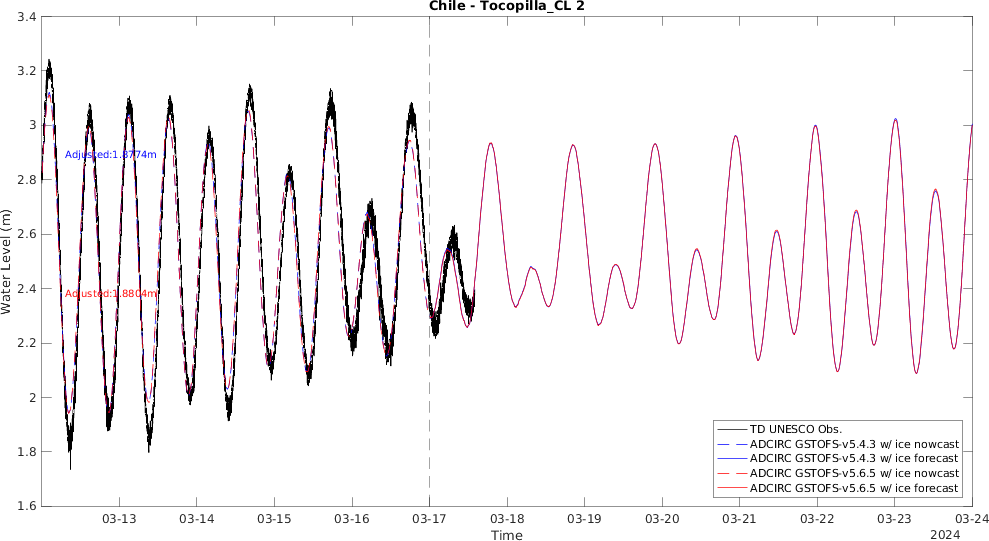 Chile - Tocopilla_CL 2
3.4
3.2
3
2.8
2.6
2.4
2.2
2
1.8
1.6
Water Level (m)
Adjusted:1.8774m
Adjusted:1.8804m
TD UNESCO Obs.
ADCIRC GSTOFS-v5.4.3 w/ ice nowcast
ADCIRC GSTOFS-v5.4.3 w/ ice forecast
ADCIRC GSTOFS-v5.6.5 w/ ice nowcast
ADCIRC GSTOFS-v5.6.5 w/ ice forecast
03-13 03-14 03-15 03-16 03-17 03-18 03-19 03-20 03-21 03-22 03-23 03-24
Time
2024